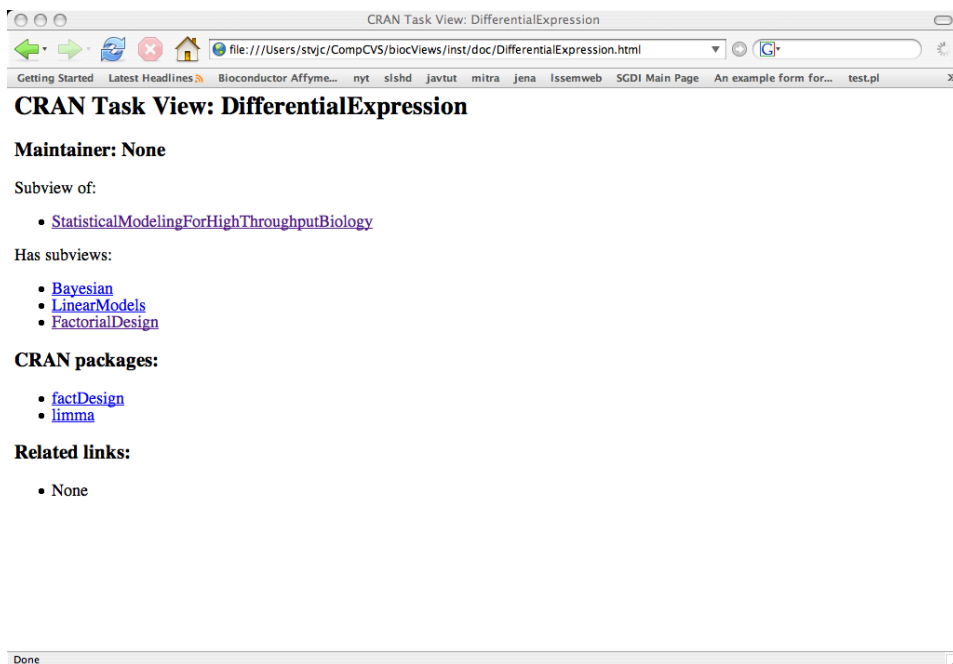 CRAN Task View: DifferentialExpression
file:///Users/stvjc/CompCVS/biocViews/inst/doc/DifferentialExpression.html
G
Getting Started Latest Headlines Bioconductor Affyme... nyt slshd javtut mitra jena lssemweb SGDI Main Page An example form for... test.pl
CRAN Task View: DifferentialExpression
Maintainer: None
Subview of:
• StatisticalModelingForHighThroughputBiology
Has subviews:
• Bayesian
• LinearModels
• FactorialDesign
CRAN packages:
• factDesign
• limma
Related links:
• None
Done